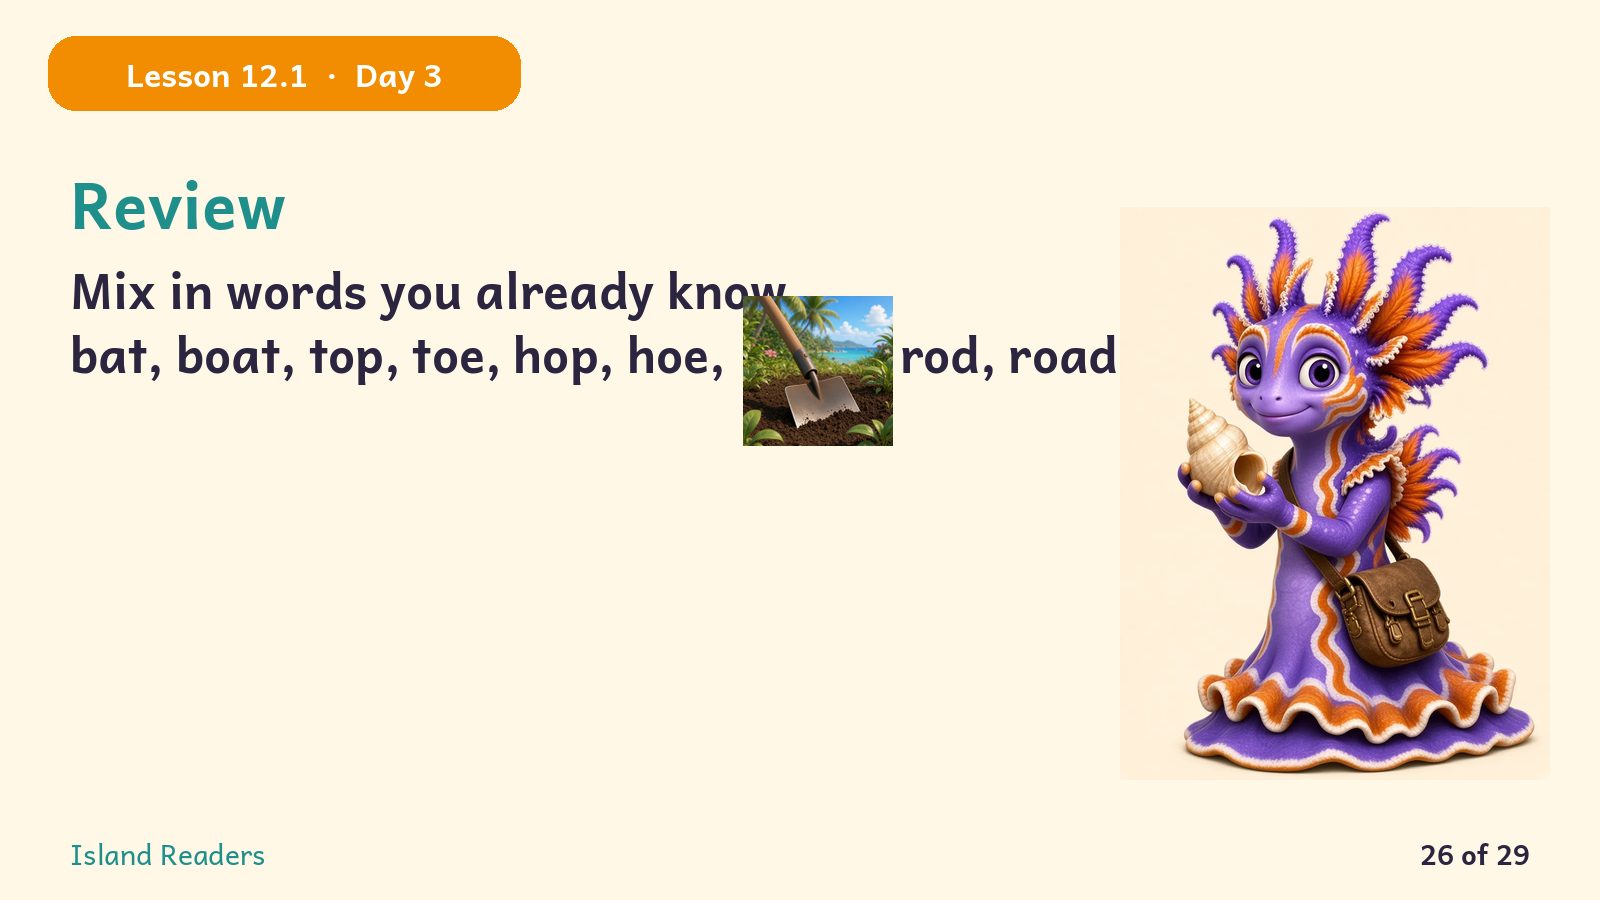 Lesson 12.1 · Day 3
Review
Mix in words you already know
bat, boat, top, toe, hop, hoe, rod, road
Island Readers
26 of 29